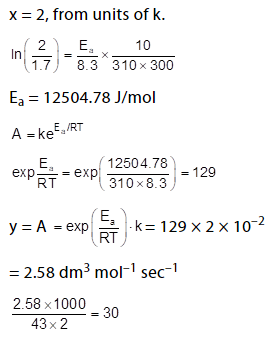 x = 2, from units of k.
ln(2/1.7) = Eₐ/8.3 × 10/(310 × 300)
Eₐ = 12504.78 J/mol
A = ke^(Eₐ/RT)
exp Eₐ/RT = exp(12504.78/(310 × 8.3)) = 129
y = A = exp(Eₐ/RT) · k = 129 × 2 × 10⁻²
= 2.58 dm³ mol⁻¹ sec⁻¹
(2.58 × 1000)/(43 × 2) = 30